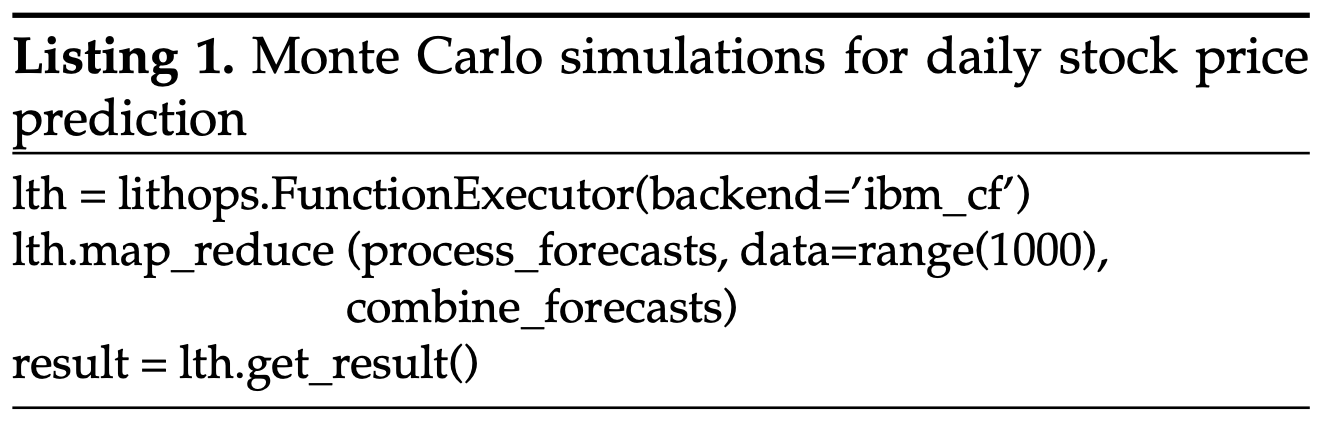 Listing 1. Monte Carlo simulations for daily stock price
prediction
lth = lithops.FunctionExecutor(backend=’ibm_cf’)
lth.map_reduce (process_forecasts, data=range(1000),
combine_forecasts)
result = lth.get_result()